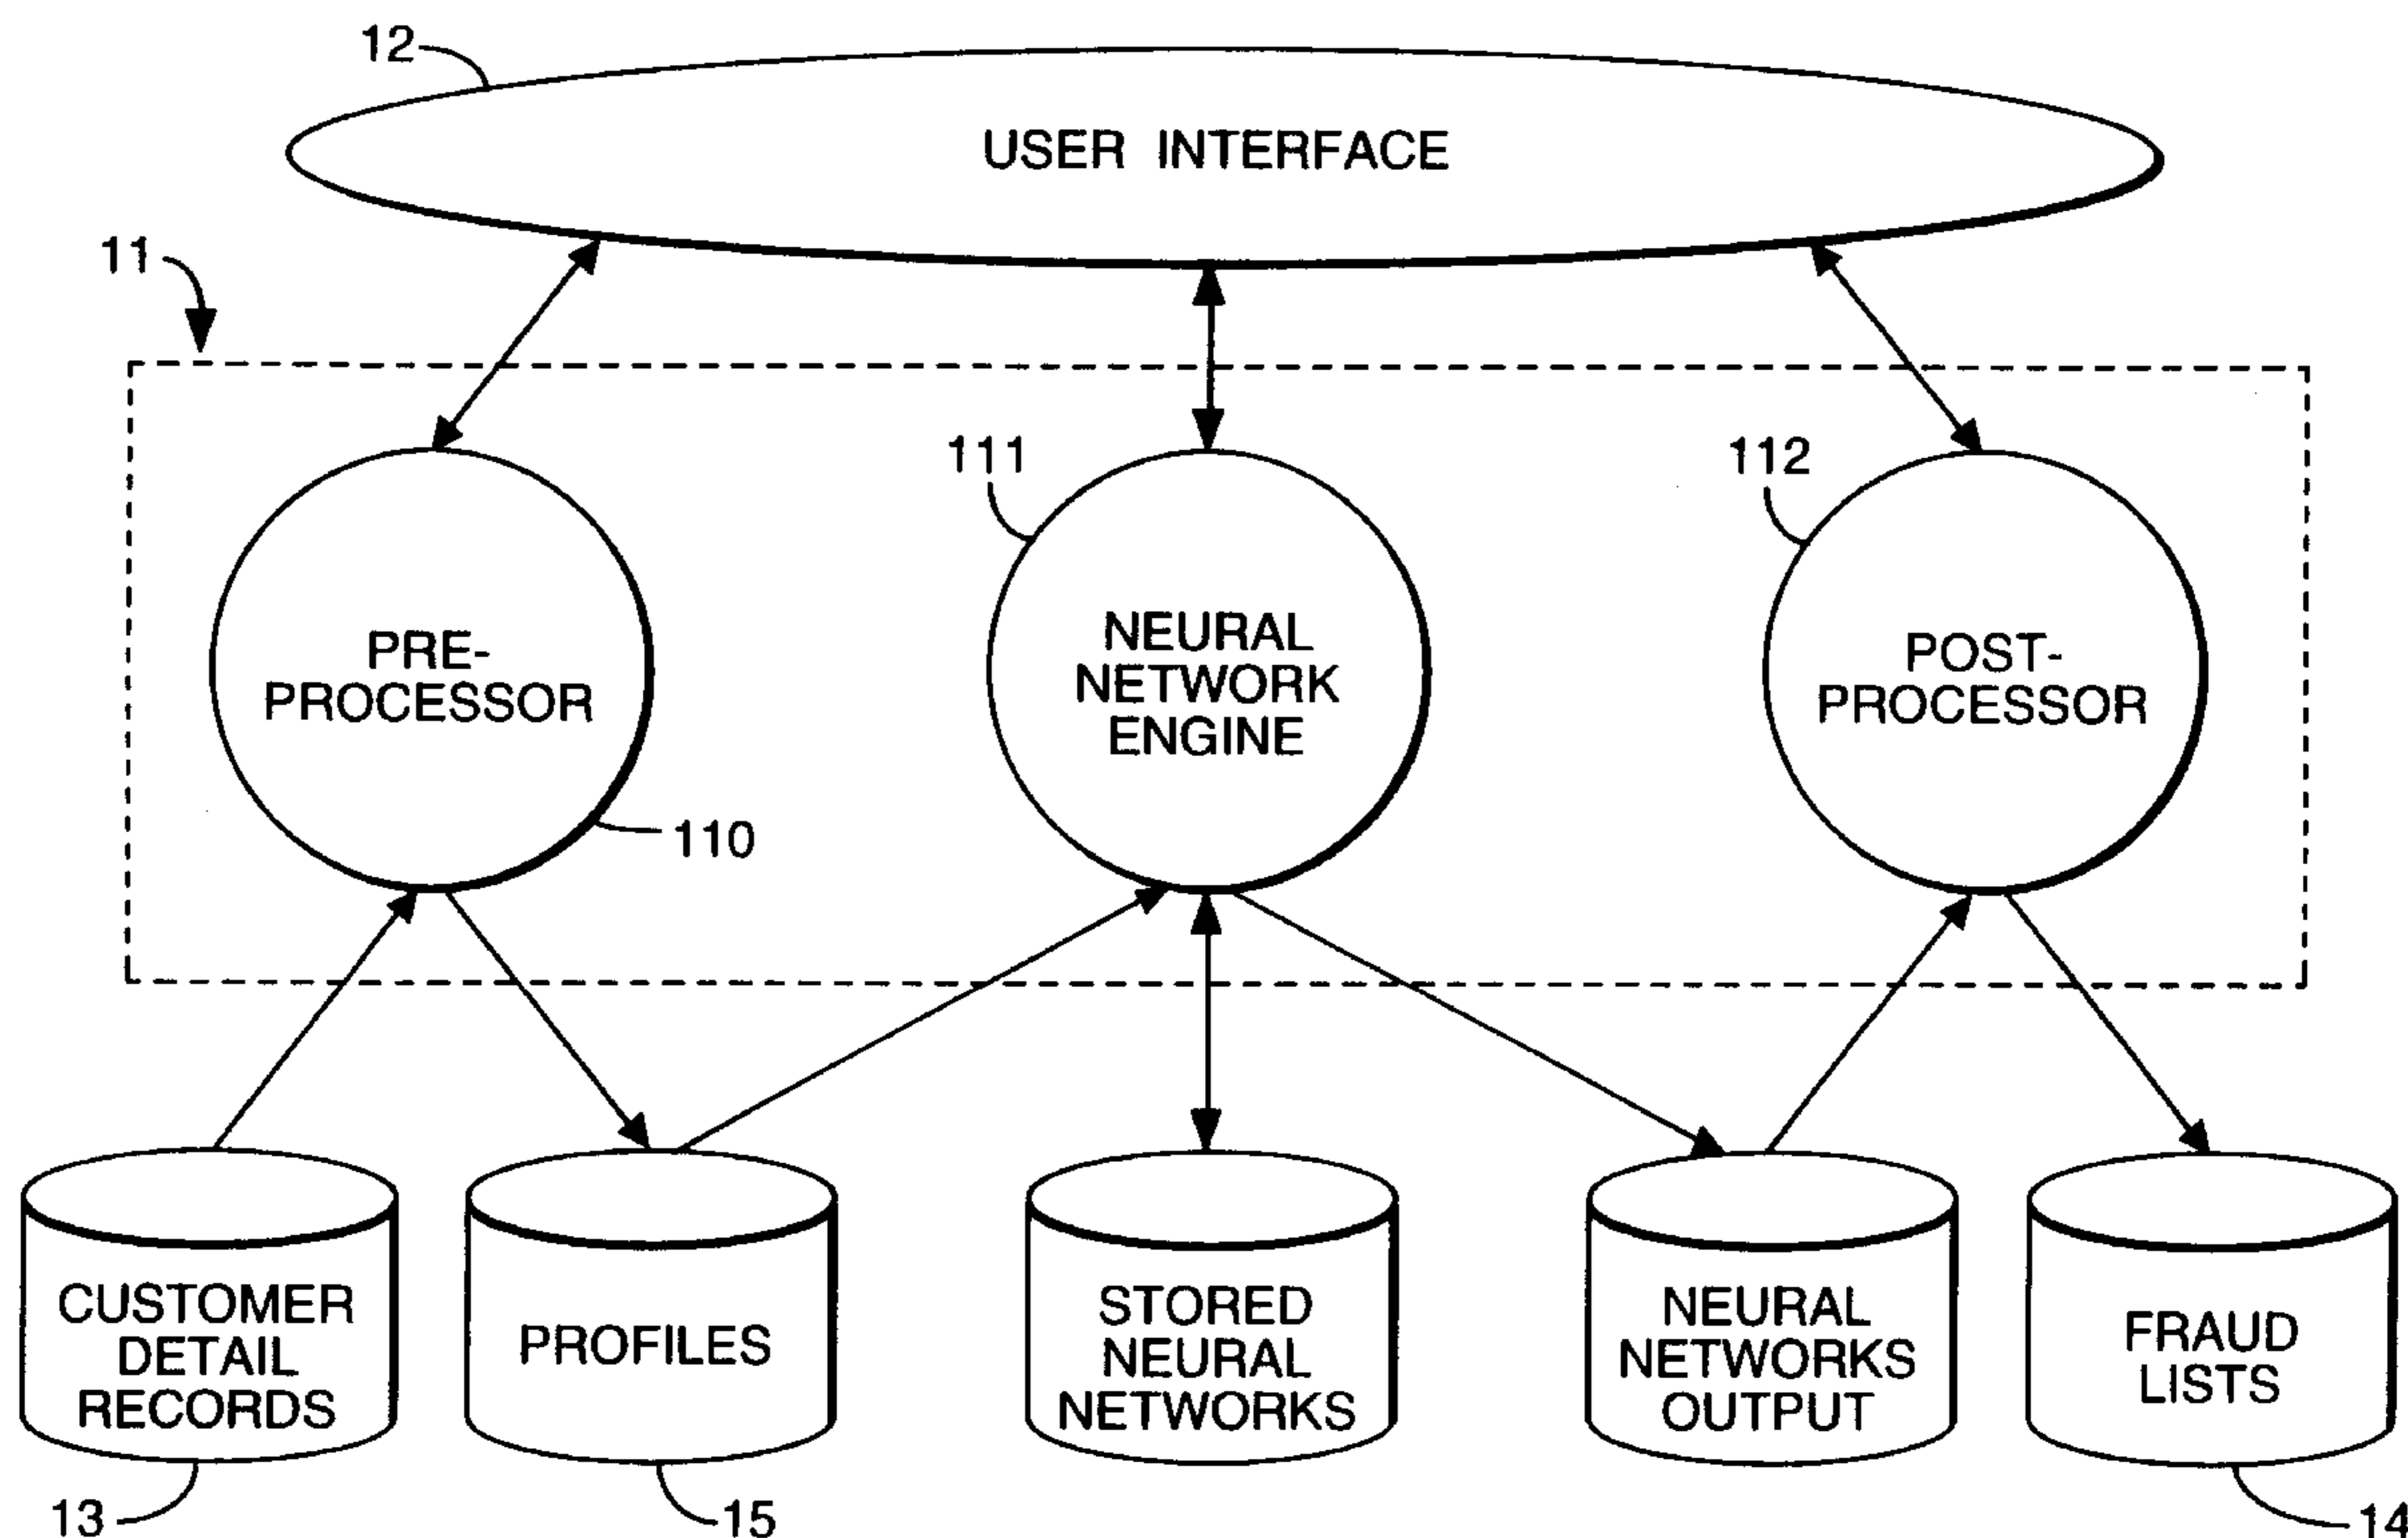 12
USER INTERFACE
11
111
112
PRE-
PROCESSOR
NEURAL
NETWORK
ENGINE
POST-
PROCESSOR
110
CUSTOMER
DETAIL
RECORDS
PROFILES
STORED
NEURAL
NETWORKS
NEURAL
NETWORKS
OUTPUT
FRAUD
LISTS
13
15
14